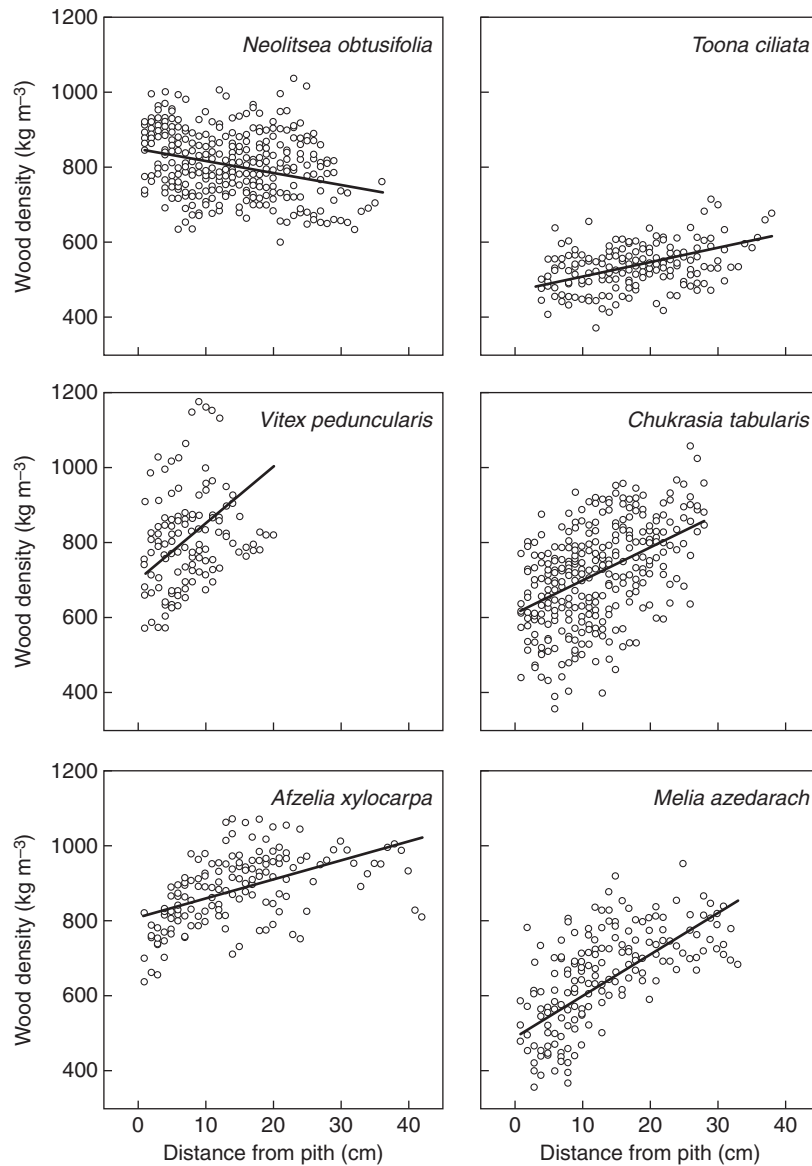 1200
1000
800
600
400
Wood density (kg m⁻³)
Neolitsea obtusifolia
Toona ciliata
1200
1000
800
600
400
Wood density (kg m⁻³)
Vitex peduncularis
Chukrasia tabularis
1200
1000
800
600
400
Wood density (kg m⁻³)
Afzelia xylocarpa
Melia azedarach
0 10 20 30 40
Distance from pith (cm)
0 10 20 30 40
Distance from pith (cm)